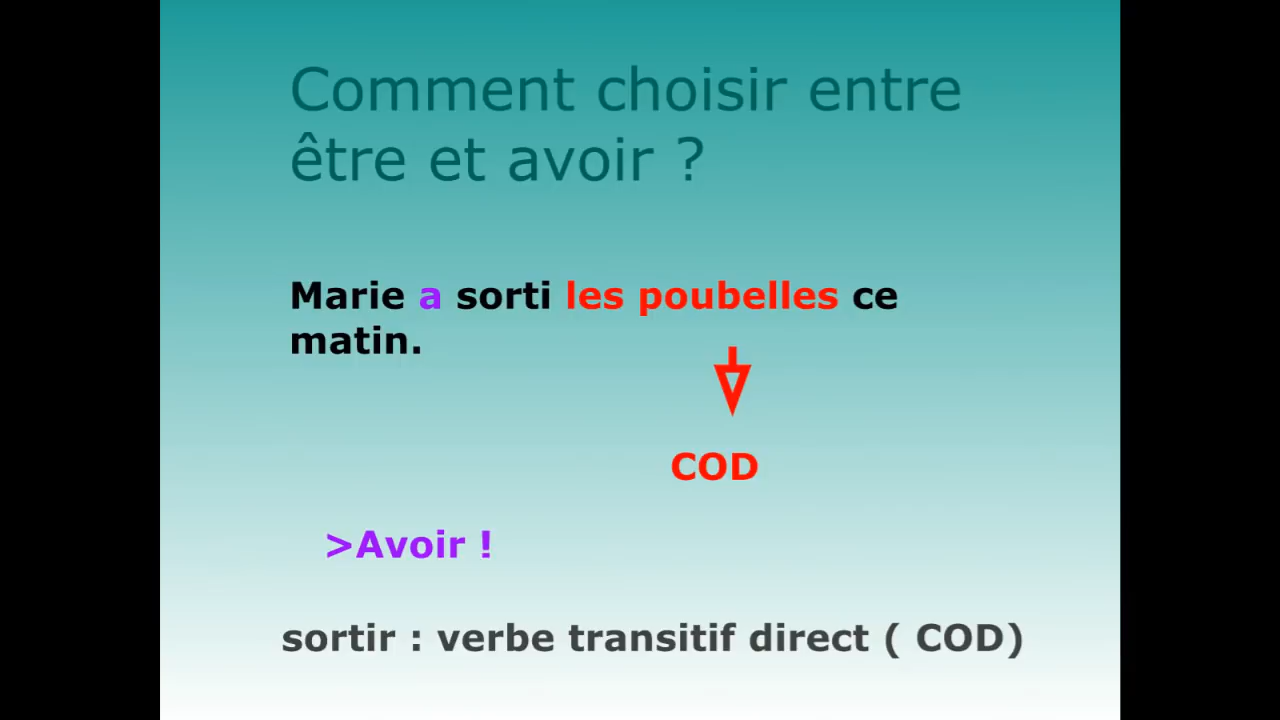 Comment choisir entre
être et avoir ?
Marie a sorti les poubelles ce
matin.
COD
>Avoir !
sortir : verbe transitif direct ( COD)